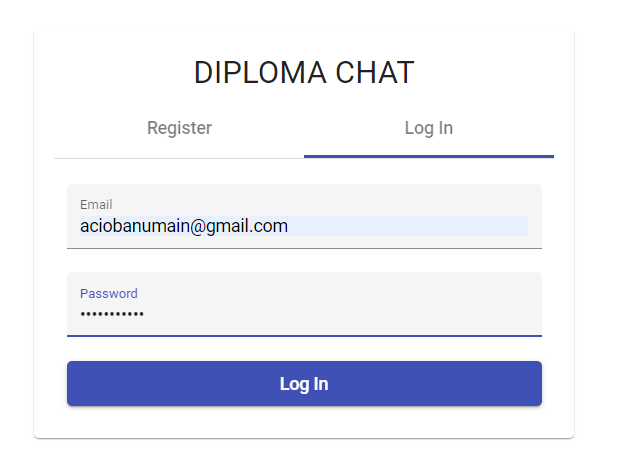 DIPLOMA CHAT
Register
Log In
Email
aciobanumain@gmail.com
Password
•••••••••••
Log In